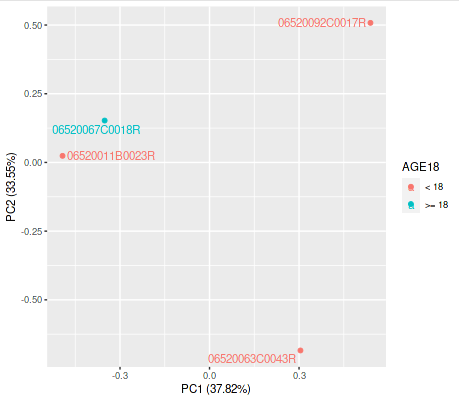 0.50
0.25
0.00
-0.25
-0.50
PC2 (33.55%)
06520092C0017R
06520067C0018R
06520011B0023R
06520063C0043R
-0.3
0.0
0.3
PC1 (37.82%)
AGE18
< 18
>= 18